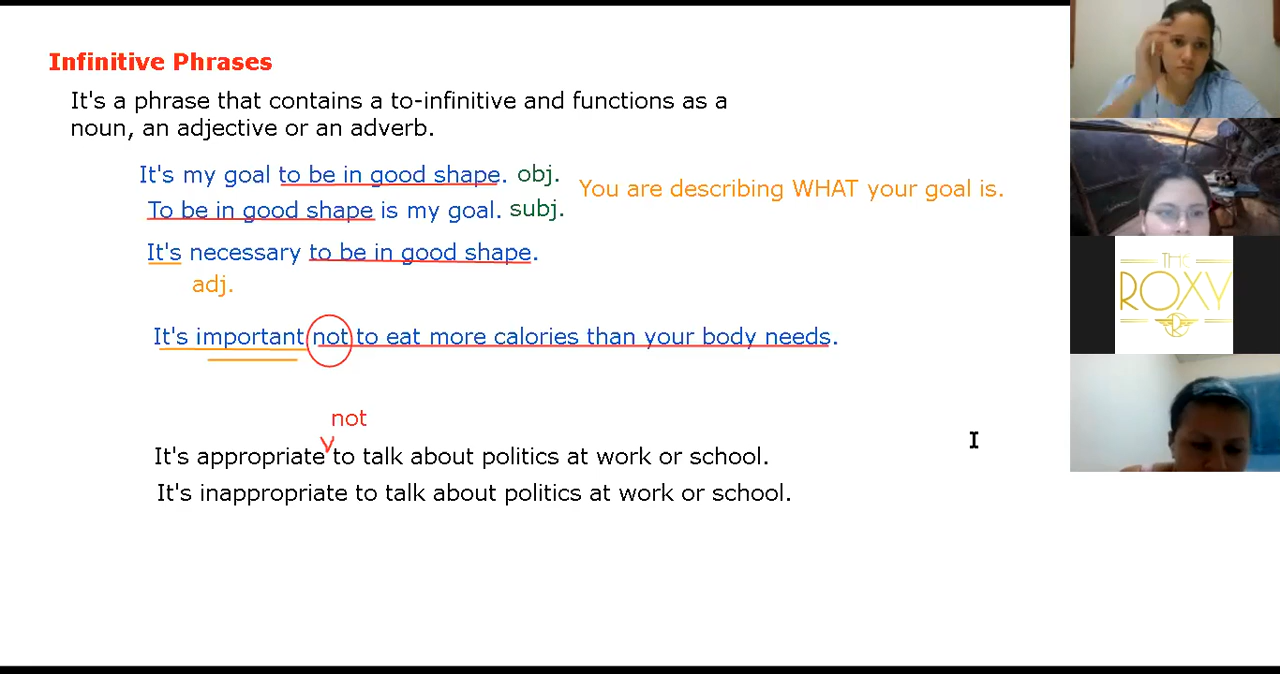 Infinitive Phrases
It's a phrase that contains a to-infinitive and functions as a
noun, an adjective or an adverb.
It's my goal to be in good shape. obj.
To be in good shape is my goal. subj.
You are describing WHAT your goal is.
It's necessary to be in good shape.
adj.
It's important not to eat more calories than your body needs.
not
It's appropriate to talk about politics at work or school.
It's inappropriate to talk about politics at work or school.
THE
ROXY